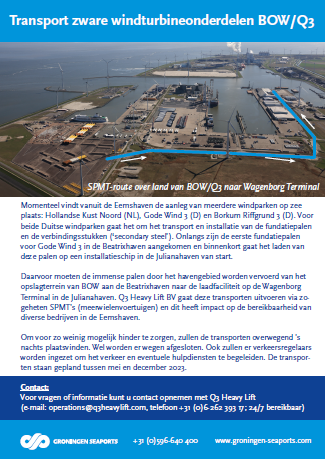 Transport zware windturbineonderdelen BOW/Q3
SPMT-route over land van BOW/Q3 naar Wagenborg Terminal
Momenteel vindt vanuit de Eemshaven de aanleg van meerdere windparken op zee
plaats: Hollandse Kust Noord (NL), Gode Wind 3 (D) en Borkum Riffgrund 3 (D). Voor
beide Duitse windparken gaat het om het transport en installatie van de fundatiepalen
en de verbindingsstukken ('secondary steel'). Onlangs zijn de eerste fundatiepalen
voor Gode Wind 3 in de Beatrixhaven aangekomen en binnenkort gaat het laden van
deze palen op een installatieschip in de Julianahaven van start.
Daarvoor moeten de immense palen door het havengebied worden vervoerd van het
opslagterrein van BOW aan de Beatrixhaven naar de laadfaciliteit op de Wagenborg
Terminal in de Julianahaven. Q3 Heavy Lift BV gaat deze transporten uitvoeren via zo-
geheten SPMT's (meerwielenvoertuigen) en dit heeft impact op de bereikbaarheid van
diverse bedrijven in de Eemshaven.
Om voor zo weinig mogelijk hinder te zorgen, zullen de transporten overwegend 's
nachts plaatsvinden. Wel worden er wegen afgesloten. Ook zullen er verkeersregelaars
worden ingezet om het verkeer en eventuele hulpdiensten te begeleiden. De transpor-
ten staan gepland tussen mei en december 2023.
Contact:
Voor vragen of informatie kunt u contact opnemen met Q3 Heavy Lift
(e-mail: operations@q3heavylift.com, telefoon +31 (0)6-262 393 17; 24/7 bereikbaar)
GRONINGEN SEAPORTS +31 (0)596-640 400 www.groningen-seaports.com